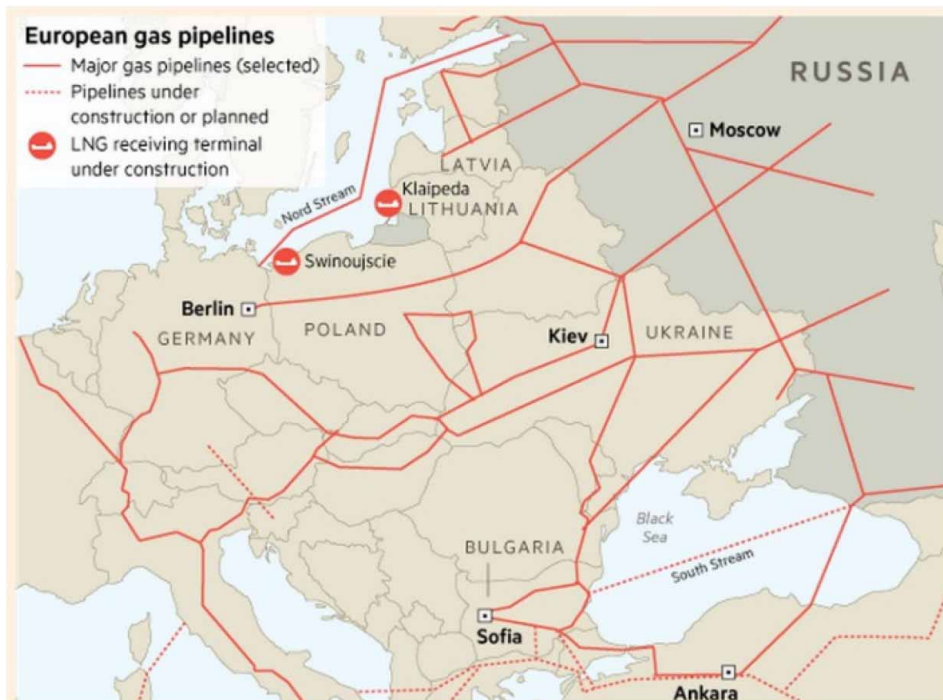 European gas pipelines
Major gas pipelines (selected)
Pipelines under
construction or planned
LNG receiving terminal
under construction
RUSSIA
Moscow
LATVIA
Klaipeda
LITHUANIA
Nord Stream
Swinoujscie
Berlin
GERMANY
POLAND
Kiev
UKRAINE
Black
Sea
BULGARIA
South Stream
Sofia
Ankara